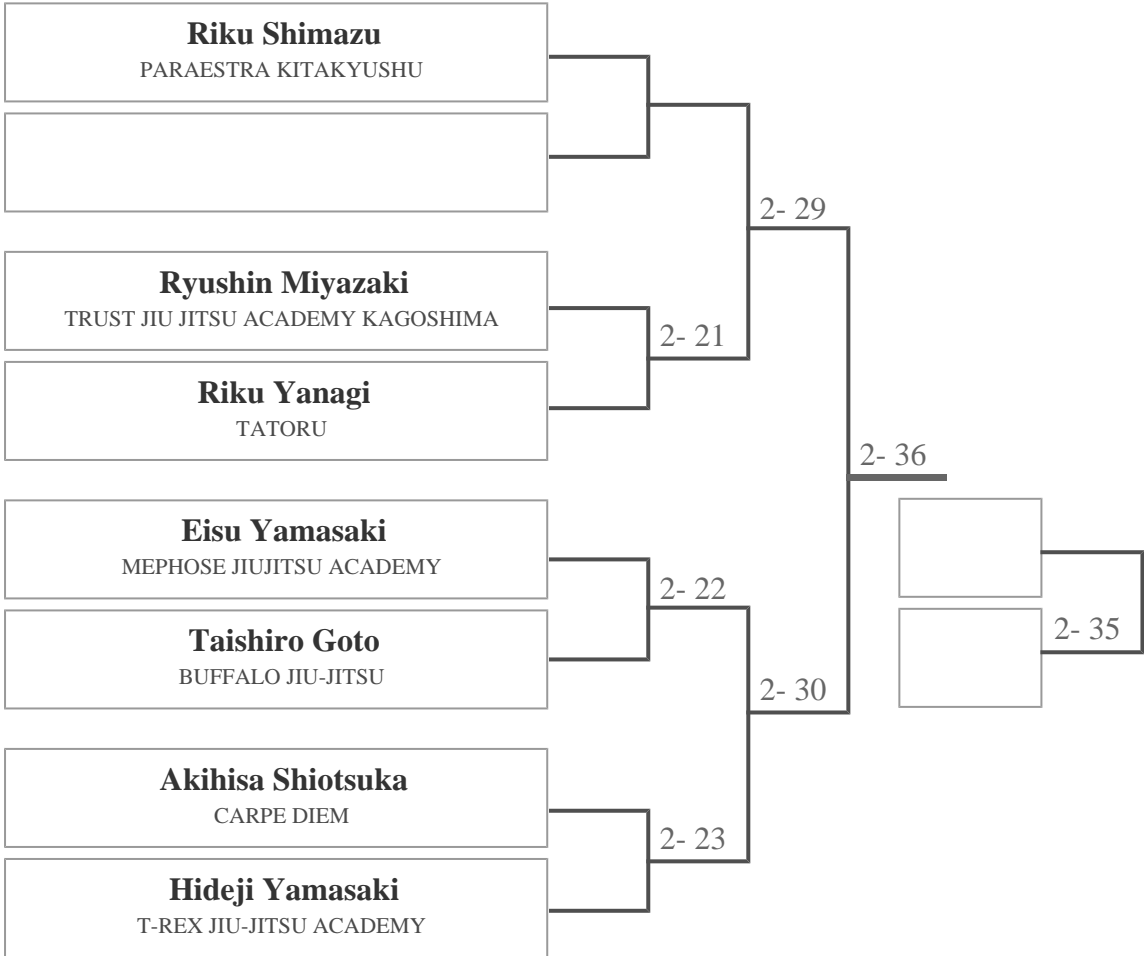 Riku Shimazu
PARAESTRA KITAKYUSHU
2- 29
Ryushin Miyazaki
TRUST JIU JITSU ACADEMY KAGOSHIMA
2- 21
Riku Yanagi
TATORU
2- 36
Eisu Yamasaki
MEPHOSE JIUJITSU ACADEMY
2- 22
Taishiro Goto
BUFFALO JIU-JITSU
2- 35
2- 30
Akihisa Shiotsuka
CARPE DIEM
2- 23
Hideji Yamasaki
T-REX JIU-JITSU ACADEMY